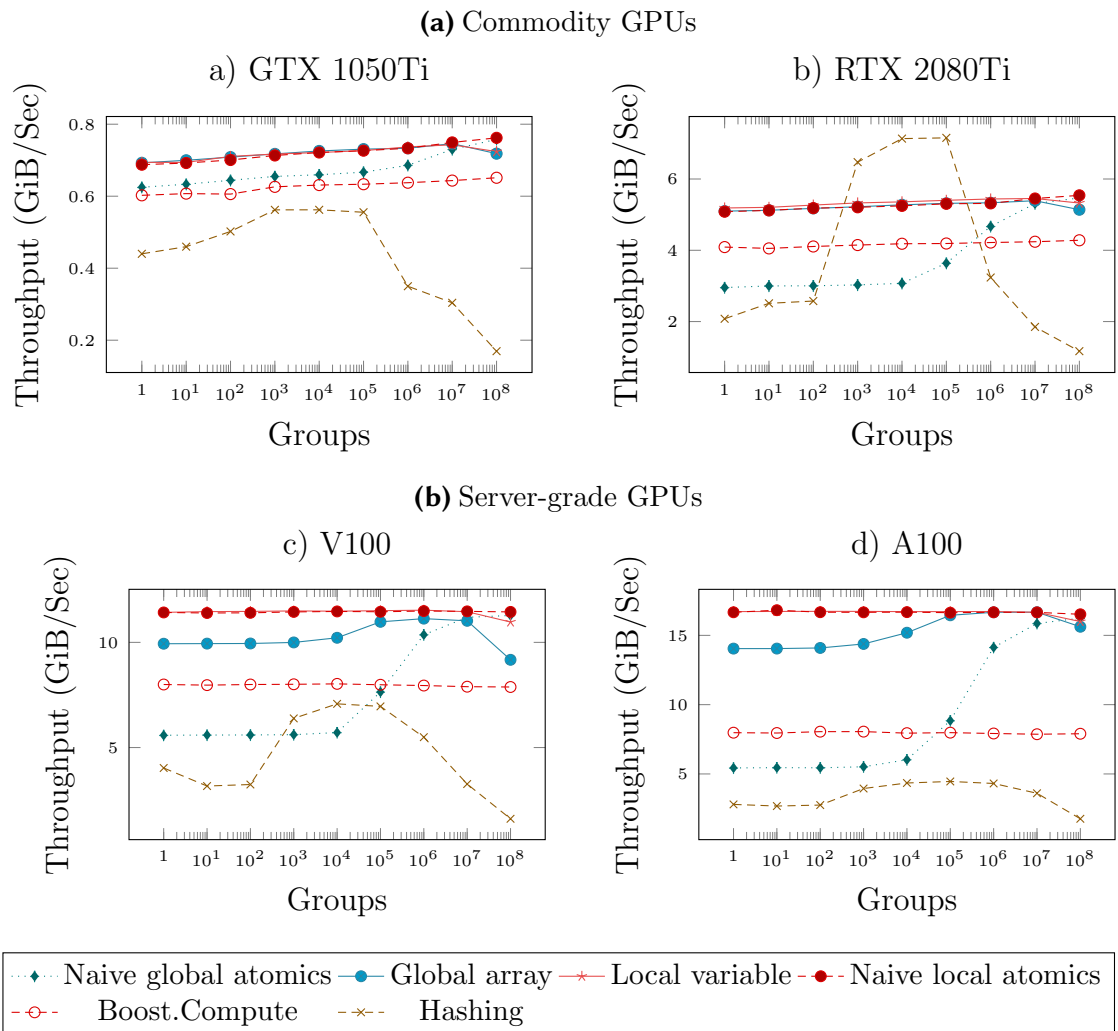 (a) Commodity GPUs
a) GTX 1050Ti
b) RTX 2080Ti
Throughput (GiB/Sec)
0.8
0.6
0.4
0.2
1 10^1 10^2 10^3 10^4 10^5 10^6 10^7 10^8
Groups
Throughput (GiB/Sec)
6
4
2
1 10^1 10^2 10^3 10^4 10^5 10^6 10^7 10^8
Groups
(b) Server-grade GPUs
c) V100
d) A100
Throughput (GiB/Sec)
10
5
1 10^1 10^2 10^3 10^4 10^5 10^6 10^7 10^8
Groups
Throughput (GiB/Sec)
15
10
5
1 10^1 10^2 10^3 10^4 10^5 10^6 10^7 10^8
Groups
Naive global atomics Global array Local variable Naive local atomics
Boost.Compute Hashing